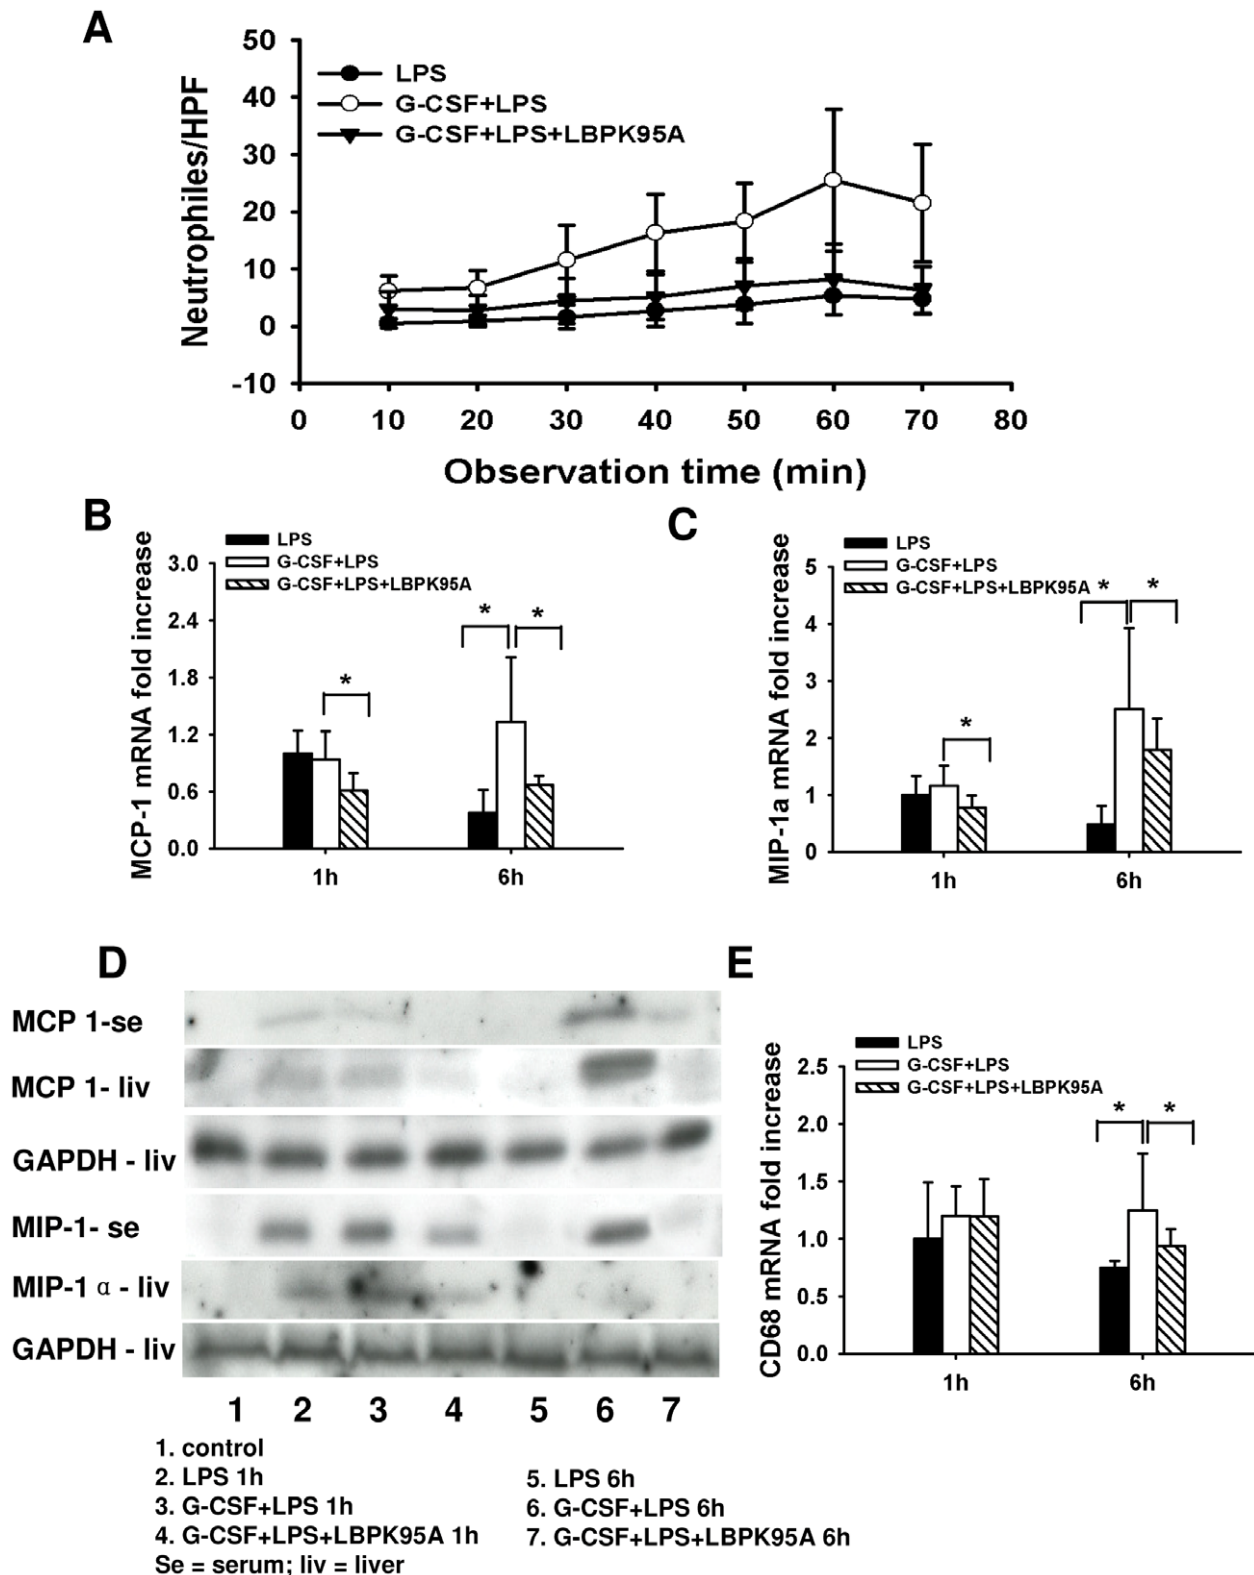 A
50
40
30
20
10
0
-10
Neutrophiles/HPF
LPS
G-CSF+LPS
G-CSF+LPS+LBPK95A
0 10 20 30 40 50 60 70 80
Observation time (min)
B
MCP-1 mRNA fold increase
LPS
G-CSF+LPS
G-CSF+LPS+LBPK95A
3.0
2.4
1.8
1.2
0.6
0.0
*
* *
1h 6h
C
MIP-1a mRNA fold increase
LPS
G-CSF+LPS
G-CSF+LPS+LBPK95A
5
4
3
2
1
0
*
* *
1h 6h
D
MCP 1-se
MCP 1- liv
GAPDH - liv
MIP-1- se
MIP-1 α - liv
GAPDH - liv
1 2 3 4 5 6 7
1. control
2. LPS 1h
3. G-CSF+LPS 1h
4. G-CSF+LPS+LBPK95A 1h
5. LPS 6h
6. G-CSF+LPS 6h
7. G-CSF+LPS+LBPK95A 6h
Se = serum; liv = liver
E
CD68 mRNA fold increase
LPS
G-CSF+LPS
G-CSF+LPS+LBPK95A
2.5
2.0
1.5
1.0
0.5
0.0
* *
1h 6h